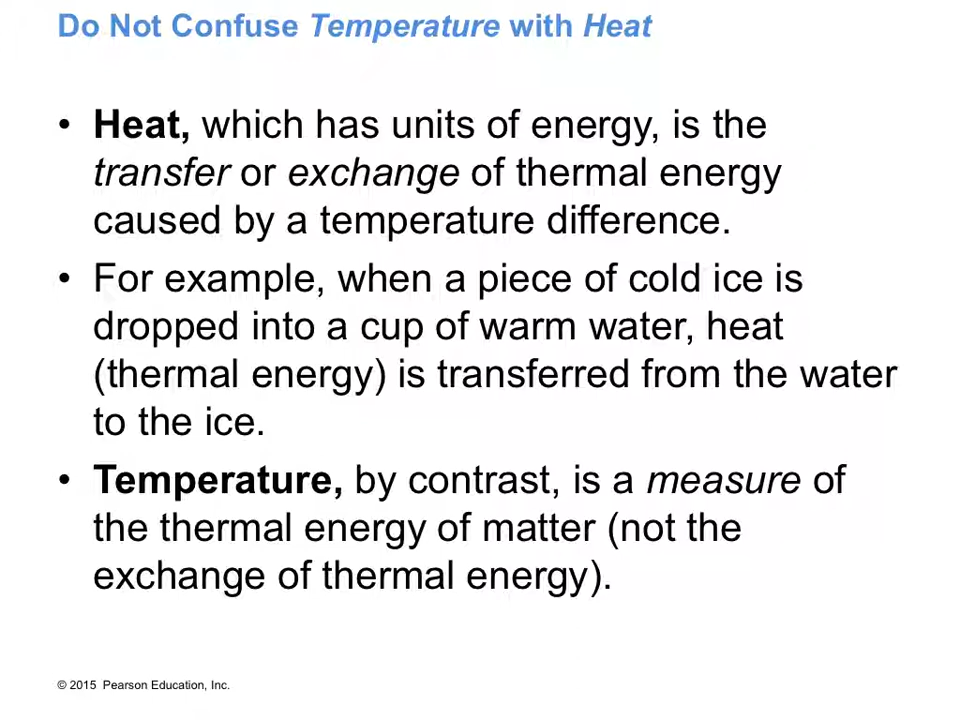 Do Not Confuse Temperature with Heat
• Heat, which has units of energy, is the
transfer or exchange of thermal energy
caused by a temperature difference.
• For example, when a piece of cold ice is
dropped into a cup of warm water, heat
(thermal energy) is transferred from the water
to the ice.
• Temperature, by contrast, is a measure of
the thermal energy of matter (not the
exchange of thermal energy).
© 2015 Pearson Education, Inc.